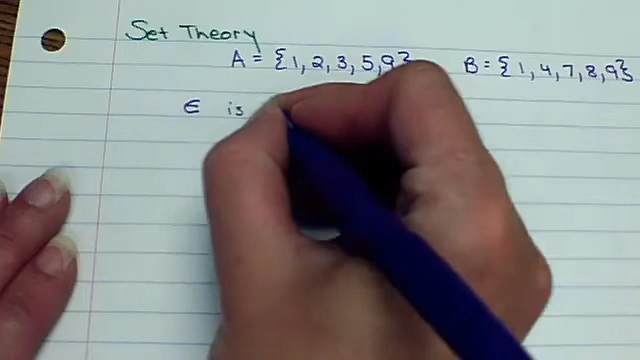 Set Theory
A = {1, 2, 3, 5, 9} B = {1, 4, 7, 8, 9}
∈ is